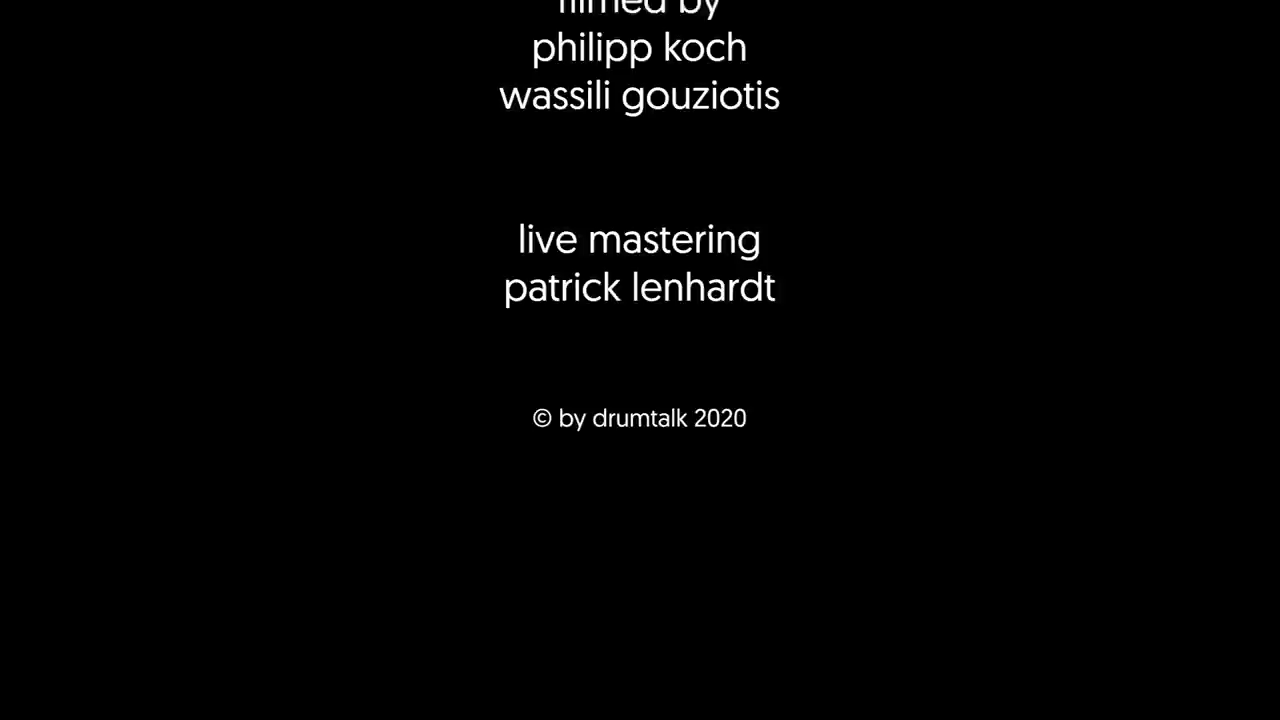 filmed by
philipp koch
wassili gouziotis
live mastering
patrick lenhardt
© by drumtalk 2020